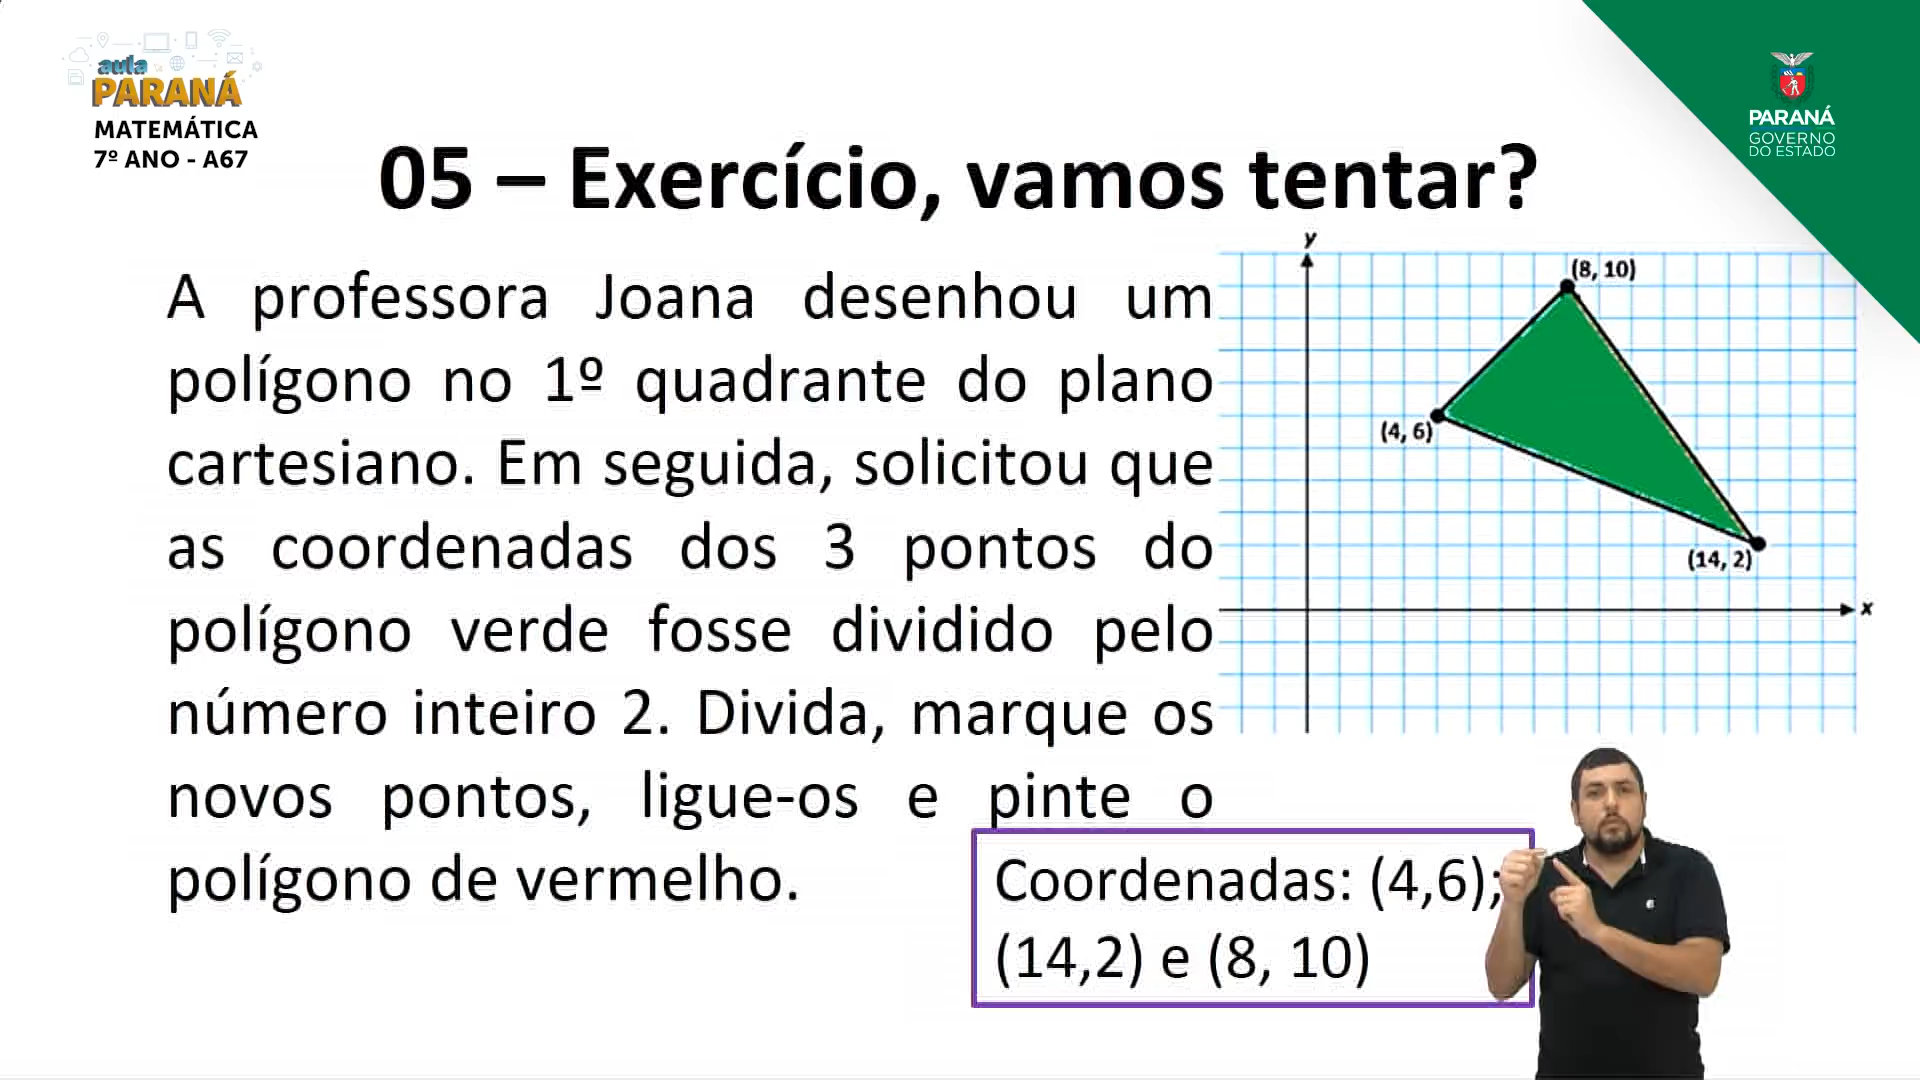 aula
PARANÁ
MATEMÁTICA
7º ANO - A67
PARANÁ
GOVERNO
DO ESTADO
05 – Exercício, vamos tentar?
A professora Joana desenhou um
polígono no 1º quadrante do plano
cartesiano. Em seguida, solicitou que
as coordenadas dos 3 pontos do
polígono verde fosse dividido pelo
número inteiro 2. Divida, marque os
novos pontos, ligue-os e pinte o
polígono de vermelho.
y
(8, 10)
(4, 6)
(14, 2)
x
Coordenadas: (4,6);
(14,2) e (8, 10)